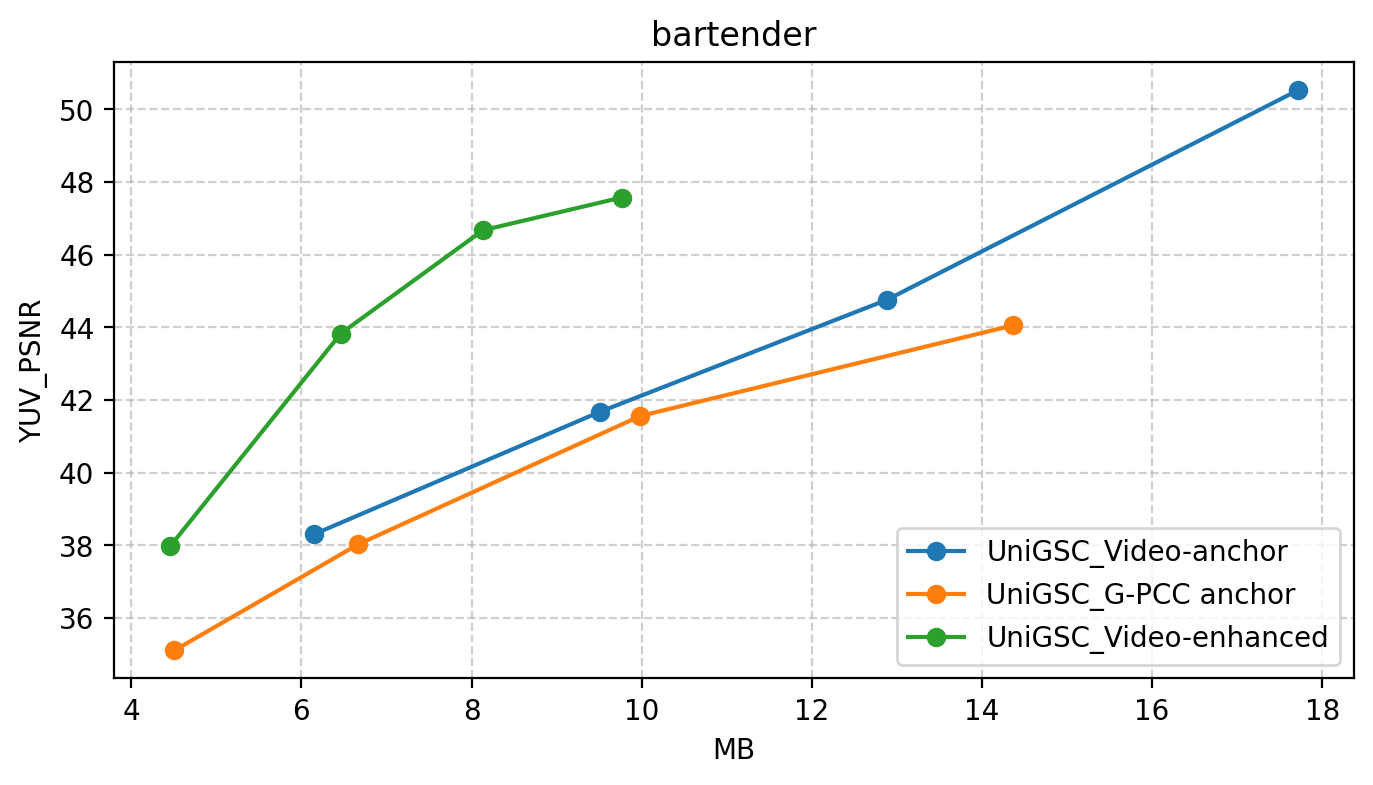 bartender
YUV_PSNR
50
48
46
44
42
40
38
36
4 6 8 10 12 14 16 18
MB
UniGSC_Video-anchor
UniGSC_G-PCC anchor
UniGSC_Video-enhanced